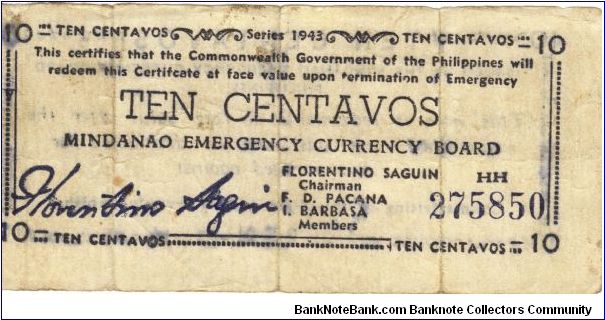 10 TEN CENTAVOS Series 1943 TEN CENTAVOS 10
This certifies that the Commonwealth Government of the Philippines will
redeem this Certifcate at face value upon termination of Emergency
TEN CENTAVOS
MINDANAO EMERGENCY CURRENCY BOARD
Florentino Saguin
FLORENTINO SAGUIN
Chairman
F. D. PACANA
I. BARBASA
Members
HH
275850
10 TEN CENTAVOS TEN CENTAVOS 10
BankNoteBank.com Banknote Collectors Community